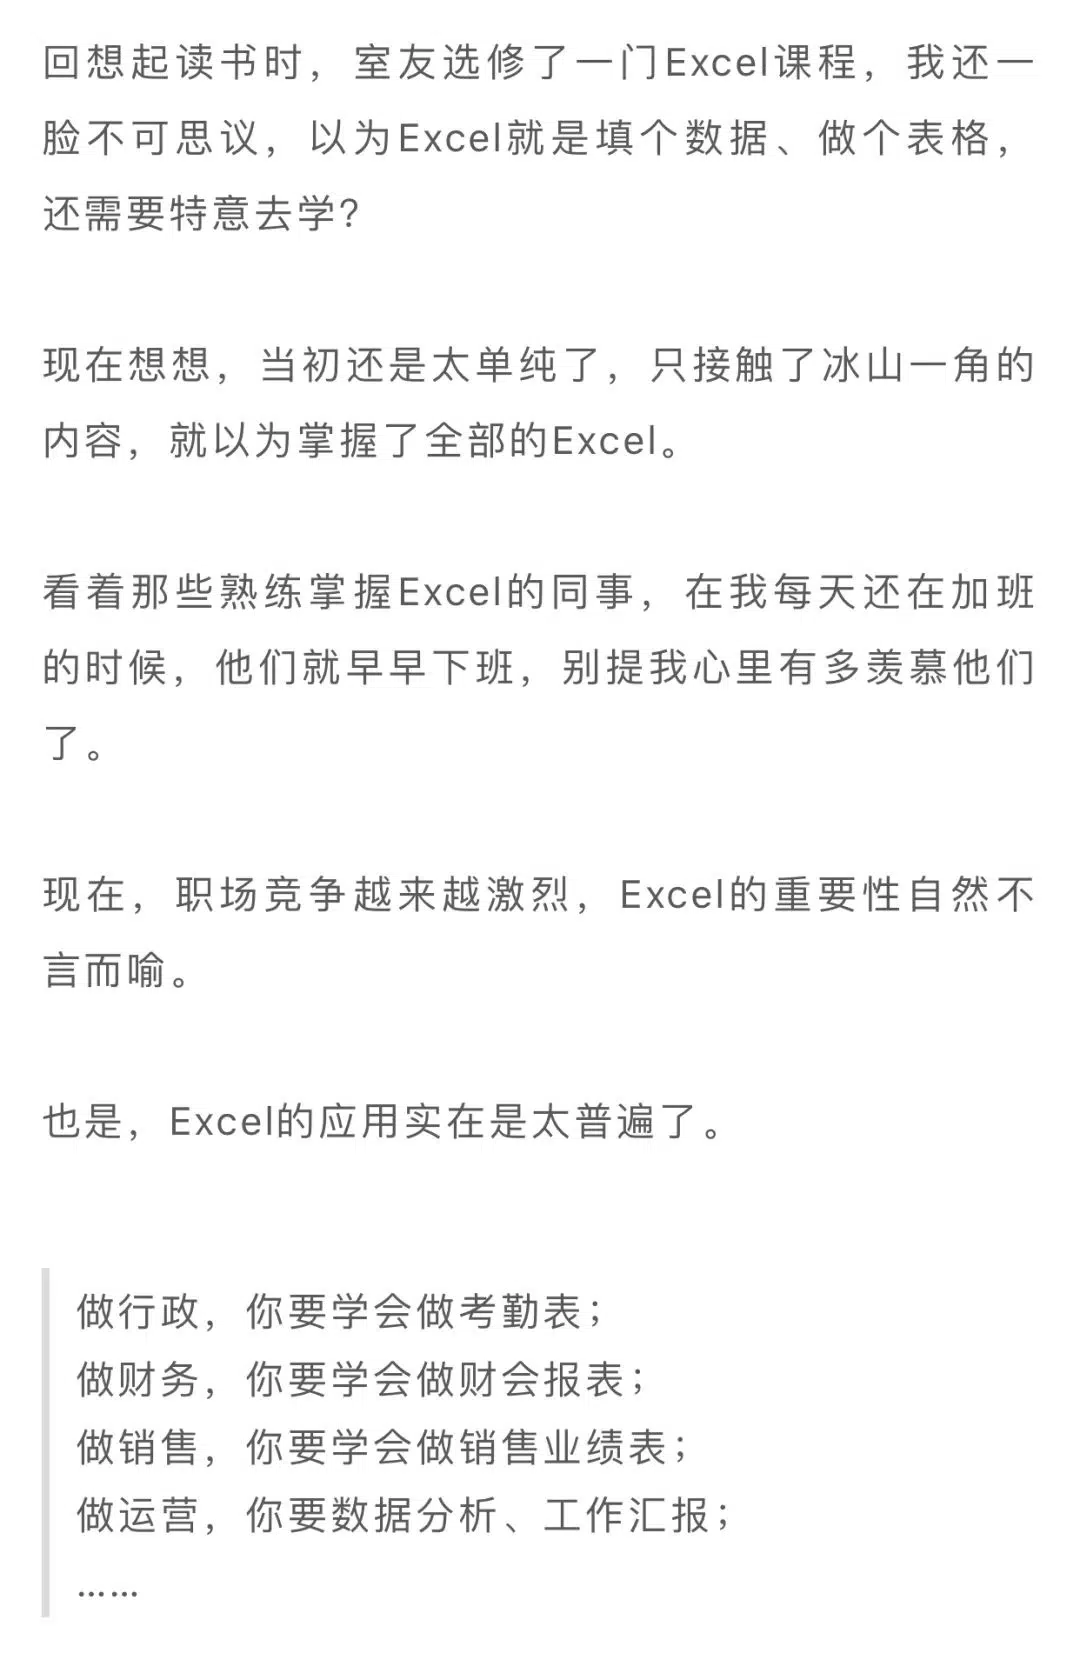 回想起读书时，室友选修了一门Excel课程，我还一
脸不可思议，以为Excel就是填个数据、做个表格，
还需要特意去学？
现在想想，当初还是太单纯了，只接触了冰山一角的
内容，就以为掌握了全部的Excel。
看着那些熟练掌握Excel的同事，在我每天还在加班
的时候，他们就早早下班，别提我心里有多羡慕他们
了。
现在，职场竞争越来越激烈，Excel的重要性自然不
言而喻。
也是，Excel的应用实在是太普遍了。
做行政，你要学会做考勤表；
做财务，你要学会做财会报表；
做销售，你要学会做销售业绩表；
做运营，你要数据分析、工作汇报；
……